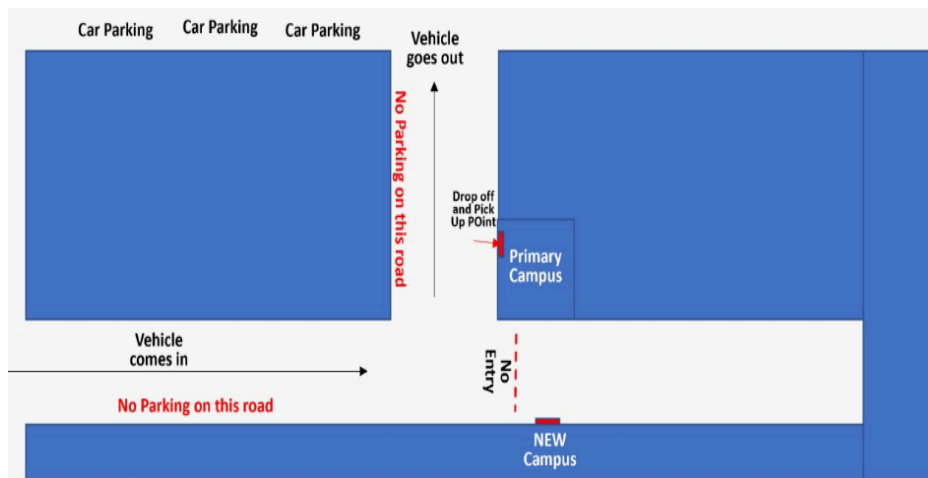 Car Parking
Car Parking
Car Parking
Vehicle
goes out
No Parking on this road
Drop off
and Pick
Up POint
Primary
Campus
Vehicle
comes in
No
Entry
No Parking on this road
NEW
Campus